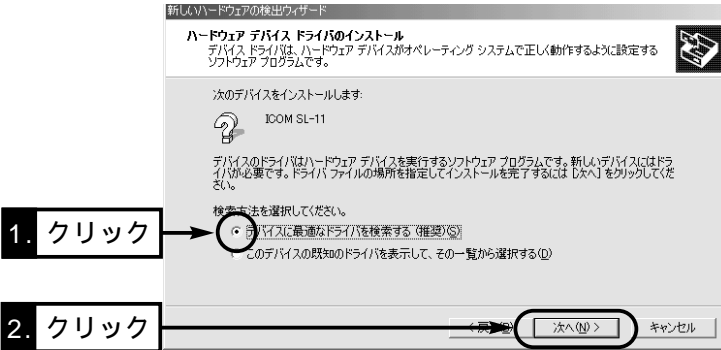 新しいハードウェアの検出ウィザード
ハードウェア デバイス ドライバのインストール
デバイス ドライバは、ハードウェア デバイスがオペレーティング システムで正しく動作するように設定する
ソフトウェア プログラムです。
次のデバイスをインストールします:
ICOM SL-11
デバイスのドライバはハードウェア デバイスを実行するソフトウェア プログラムです。新しいデバイスにはドラ
イバが必要です。ドライバ ファイルの場所を指定してインストールを完了するには [次へ] をクリックしてくだ
さい。
検索方法を選択してください。
1. クリック
デバイスに最適なドライバを検索する (推奨)(S)
このデバイスの既知のドライバを表示して、その一覧から選択する(D)
2. クリック
< 戻る(B)
次へ(N) >
キャンセル